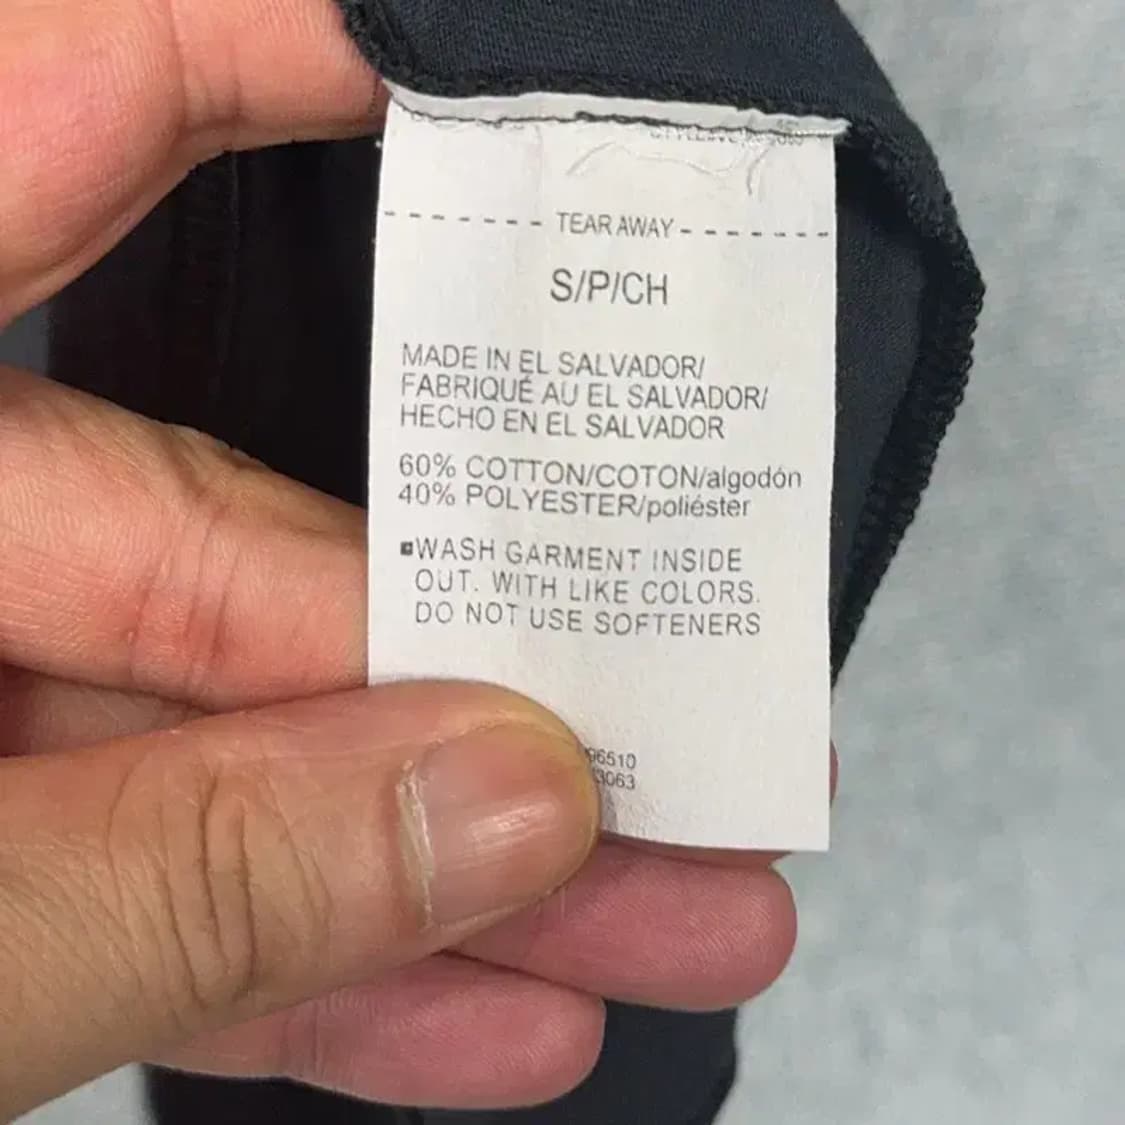 TEAR AWAY
S/P/CH
MADE IN EL SALVADOR/
FABRIQUÉ AU EL SALVADOR/
HECHO EN EL SALVADOR
60% COTTON/COTON/algodón
40% POLYESTER/poliéster
WASH GARMENT INSIDE
OUT. WITH LIKE COLORS.
DO NOT USE SOFTENERS